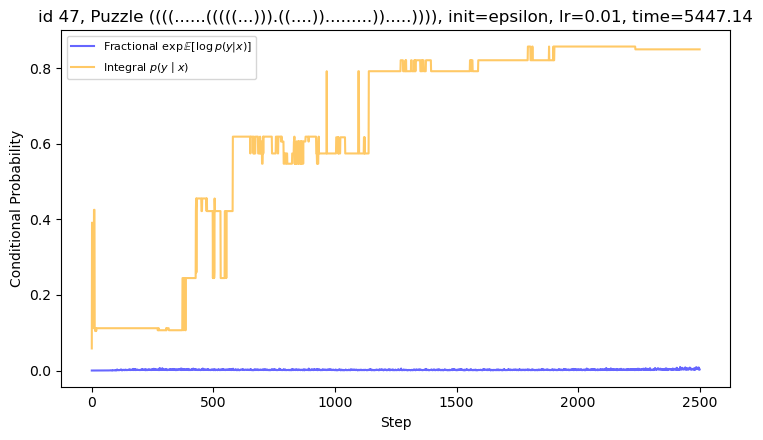 id 47, Puzzle ((((......(((((...))).((....)).........)).....)))), init=epsilon, lr=0.01, time=5447.14
Fractional exp𝔼[log p(y|x)]
Integral p(y | x)
Conditional Probability
0.8
0.6
0.4
0.2
0.0
0 500 1000 1500 2000 2500
Step